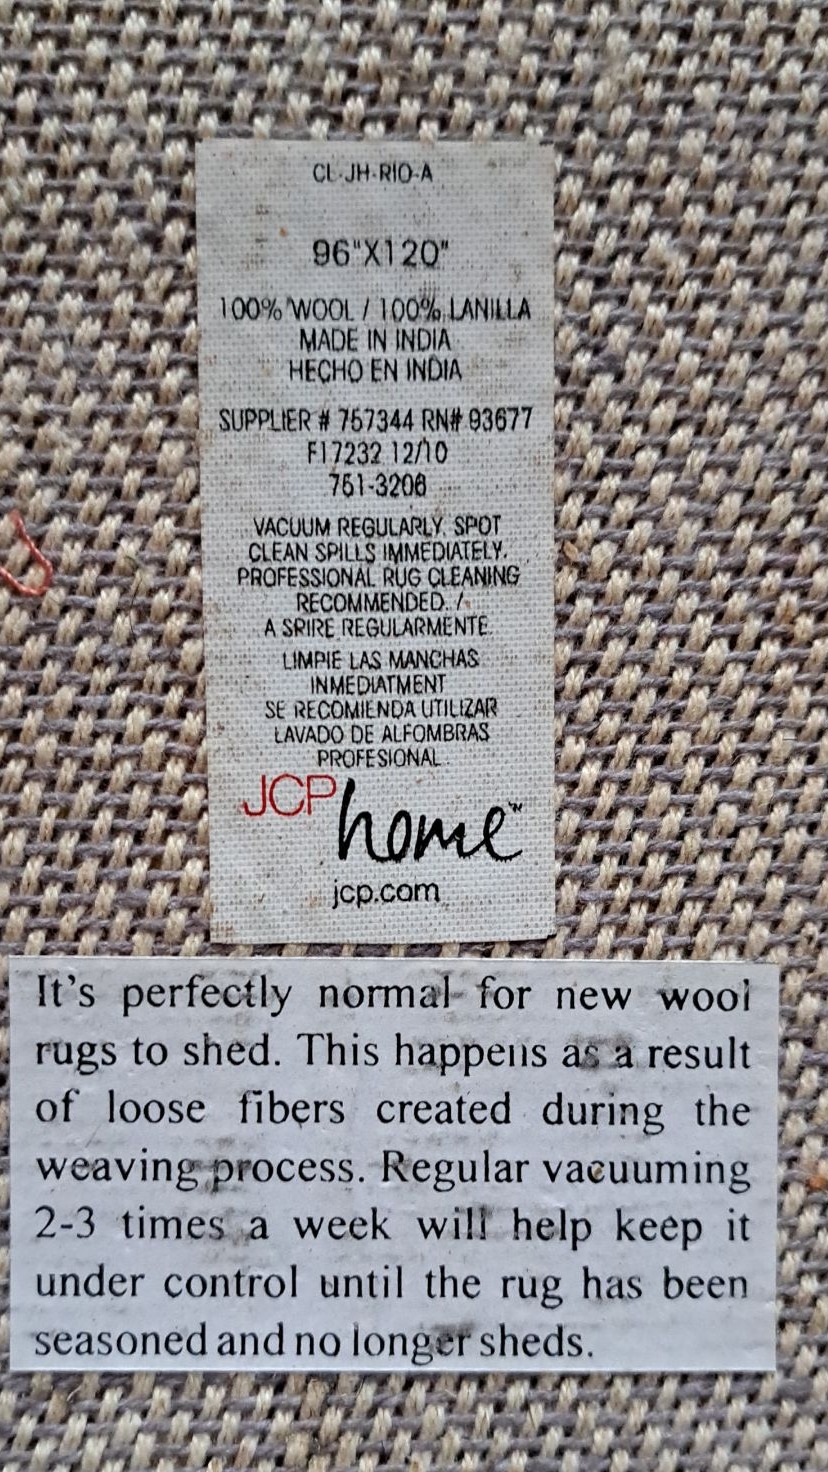 CL-JH-RIO-A
96"X120"
100% WOOL / 100% LANILLA
MADE IN INDIA
HECHO EN INDIA
SUPPLIER # 757344 RN# 93677
F17232 12/10
751-3206
VACUUM REGULARLY. SPOT
CLEAN SPILLS IMMEDIATELY.
PROFESSIONAL RUG CLEANING
RECOMMENDED. /
A SPIRE REGULARMENTE.
LIMPIE LAS MANCHAS
INMEDIATMENT
SE RECOMIENDA UTILIZAR
LAVADO DE ALFOMBRAS
PROFESIONAL.
JCP home™
jcp.com
It's perfectly normal for new wool
rugs to shed. This happens as a result
of loose fibers created during the
weaving process. Regular vacuuming
2-3 times a week will help keep it
under control until the rug has been
seasoned and no longer sheds.